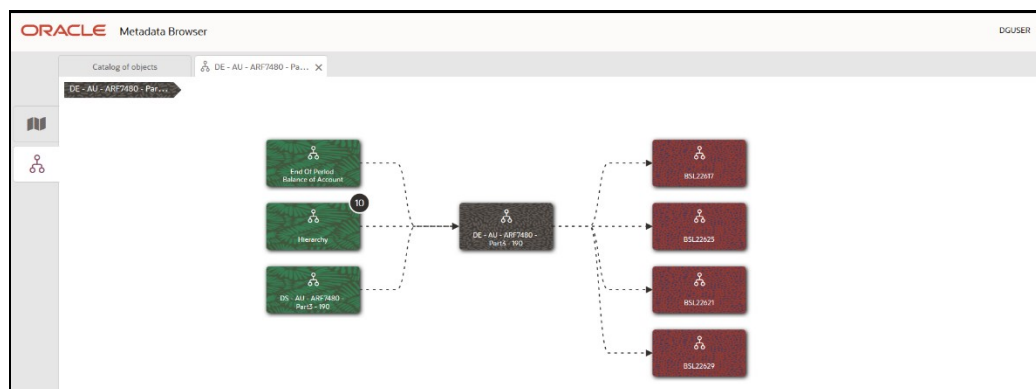 ORACLE Metadata Browser
DGUSER
Catalog of objects
DE - AU - ARF7480 - Pa... X
DE - AU - ARF7480 - Par...
End Of Period
Balance of Account
10
Hierarchy
DS - AU - ARF7480 -
Part3 - 190
DE - AU - ARF7480 -
Part3 - 190
BSL22617
BSL22625
BSL22621
BSL22629